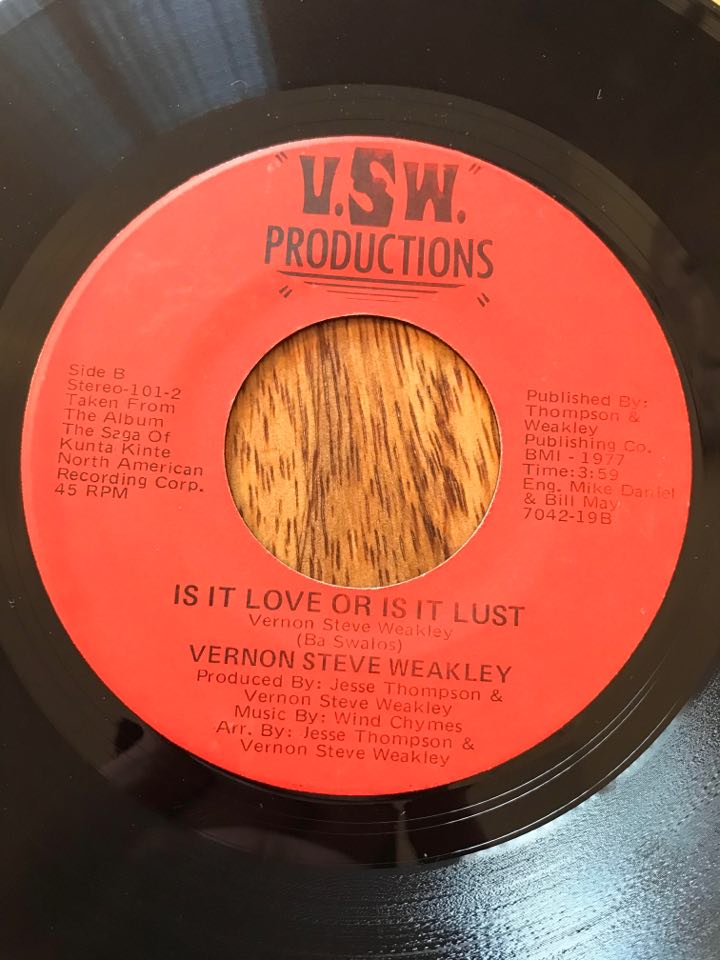 "V.SW."
PRODUCTIONS
Side B
Stereo-101-2
Taken From
The Album
The Saga Of
Kunta Kinte
North American
Recording Corp.
45 RPM
Published By:
Thompson &
Weakley
Publishing Co.
BMI - 1977
Time:3:59
Eng. Mike Daniel
& Bill May
7042-19B
IS IT LOVE OR IS IT LUST
Vernon Steve Weakley
(Ba Swalos)
VERNON STEVE WEAKLEY
Produced By: Jesse Thompson &
Vernon Steve Weakley
Music By: Wind Chymes
Arr. By: Jesse Thompson &
Vernon Steve Weakley